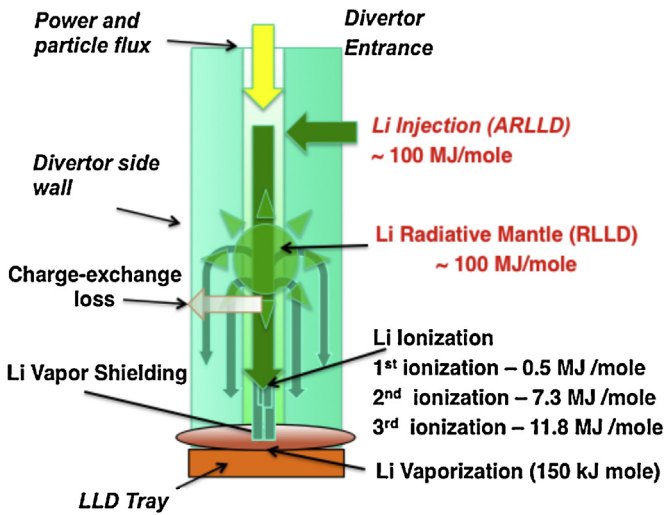 Power and
particle flux
Divertor
Entrance
Li Injection (ARLLD)
~ 100 MJ/mole
Divertor side
wall
Li Radiative Mantle (RLLD)
~ 100 MJ/mole
Charge-exchange
loss
Li Ionization
1st ionization – 0.5 MJ /mole
2nd ionization – 7.3 MJ/mole
3rd ionization – 11.8 MJ/mole
Li Vapor Shielding
Li Vaporization (150 kJ mole)
LLD Tray